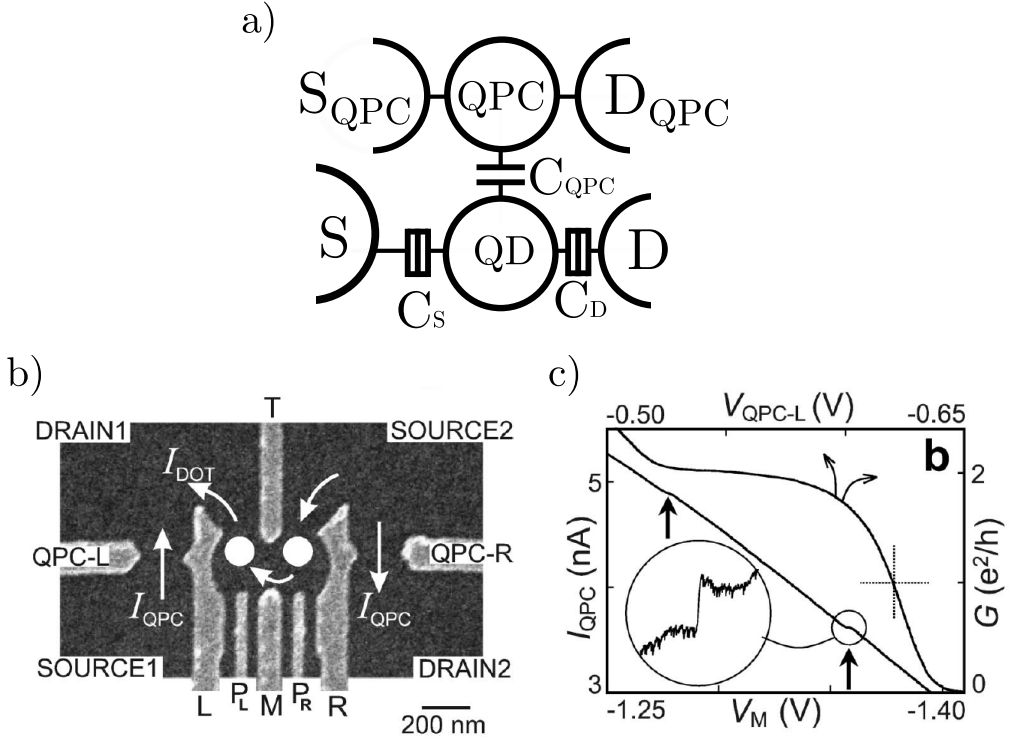 a)
S_QPC QPC D_QPC
C_QPC
S QD D
C_S C_D
b)
T
DRAIN1 SOURCE2
I_DOT
QPC-L QPC-R
I_QPC I_QPC
SOURCE1 DRAIN2
L P_L M P_R R
200 nm
c)
-0.50 V_QPC-L (V) -0.65
b
5 2
I_QPC (nA) G (e²/h)
1
3 0
-1.25 V_M (V) -1.40